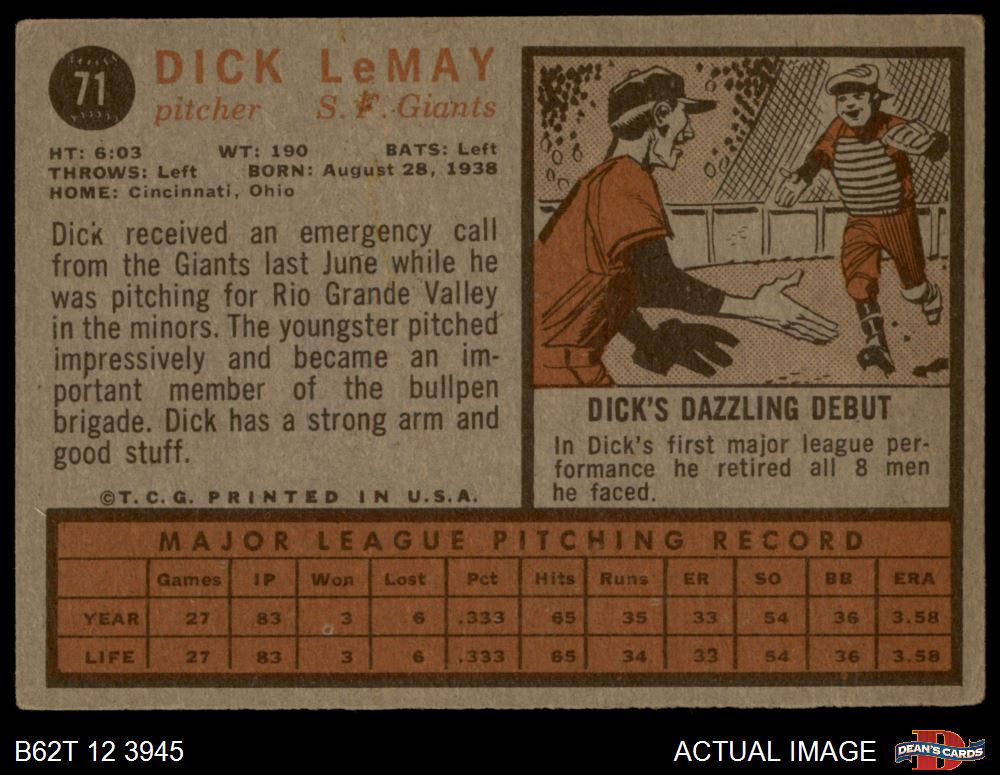 71
DICK LeMAY
pitcher S. F. Giants
HT: 6:03 WT: 190 BATS: Left
THROWS: Left BORN: August 28, 1938
HOME: Cincinnati, Ohio
Dick received an emergency call
from the Giants last June while he
was pitching for Rio Grande Valley
in the minors. The youngster pitched
impressively and became an im-
portant member of the bullpen
brigade. Dick has a strong arm and
good stuff.
©T.C.G. PRINTED IN U.S.A.
DICK'S DAZZLING DEBUT
In Dick's first major league per-
formance he retired all 8 men
he faced.
MAJOR LEAGUE PITCHING RECORD
Games IP Won Lost Pct Hits Runs ER SO BB ERA
YEAR 27 83 3 6 .333 65 35 33 54 36 3.58
LIFE 27 83 3 6 .333 65 34 33 54 36 3.58
B62T 12 3945
ACTUAL IMAGE
D
DEAN'S CARDS